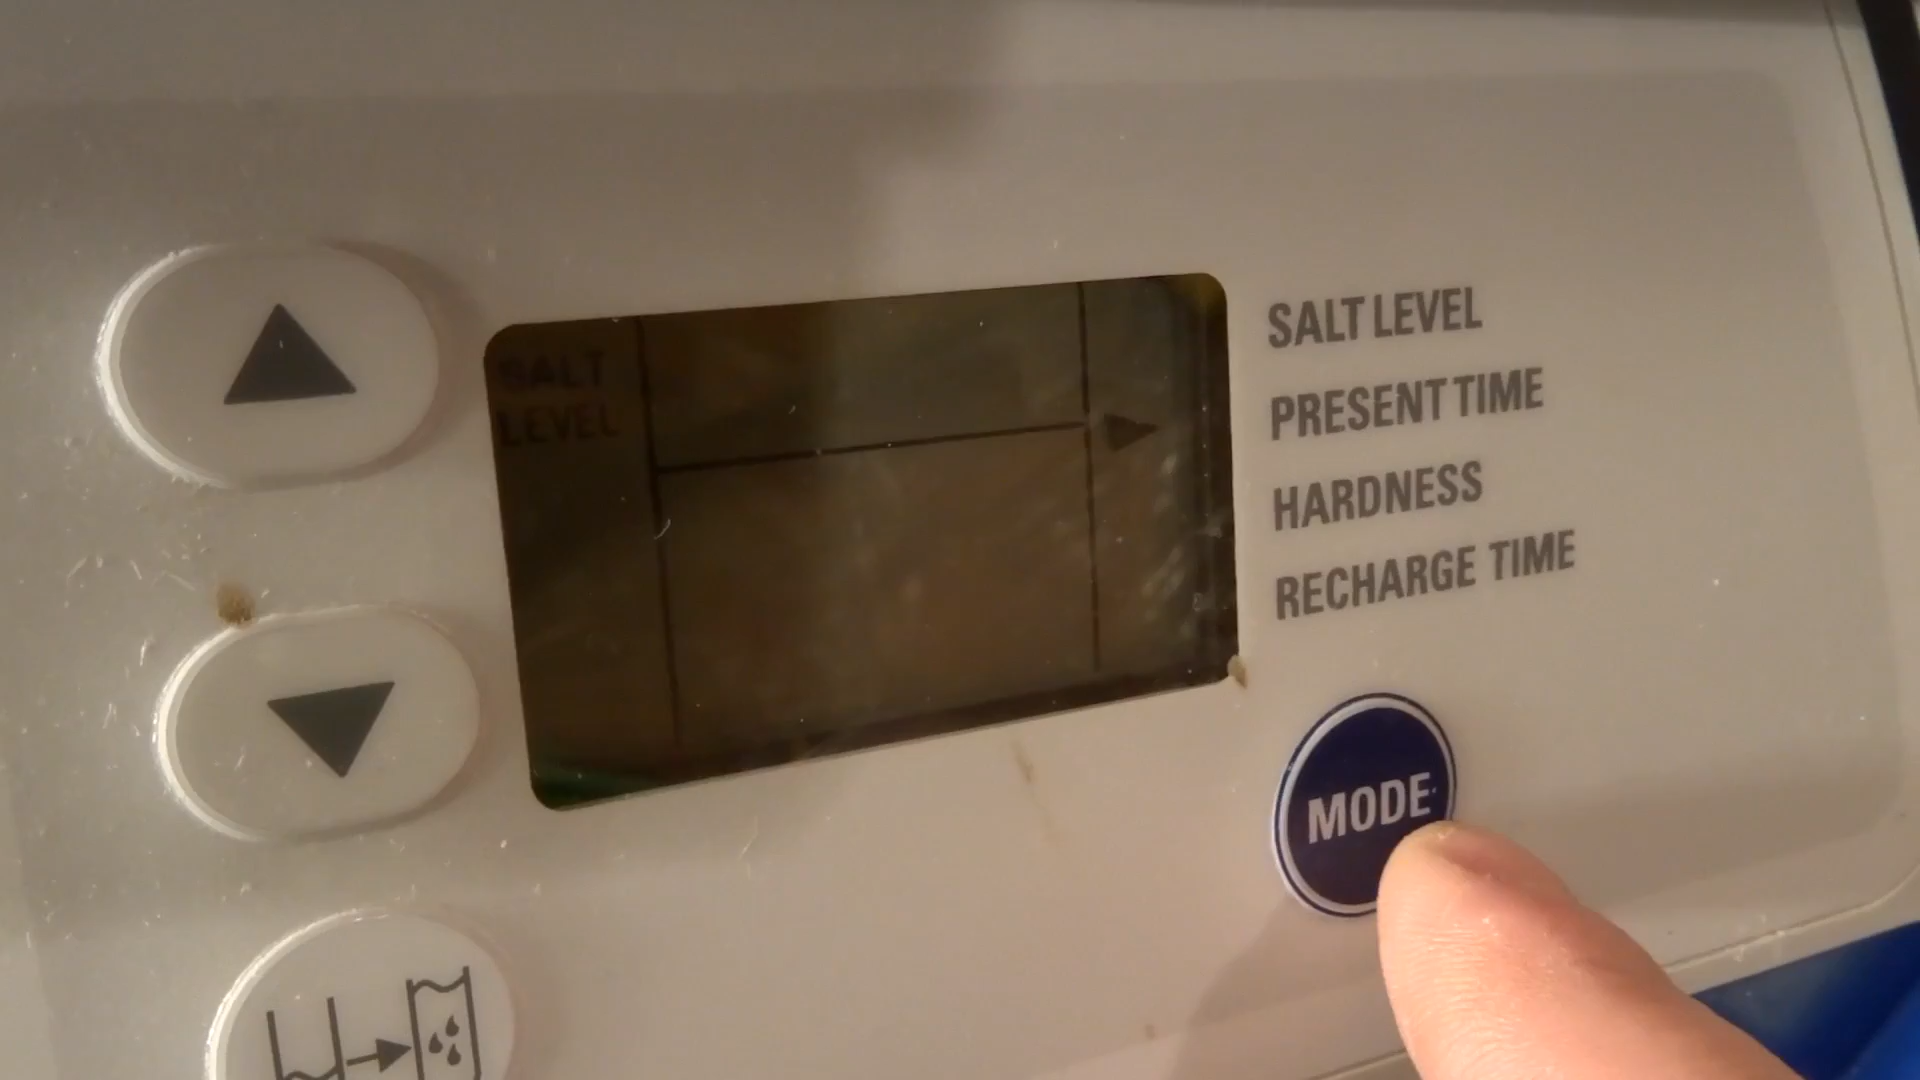 SALT
LEVEL
SALT LEVEL
PRESENT TIME
HARDNESS
RECHARGE TIME
MODE